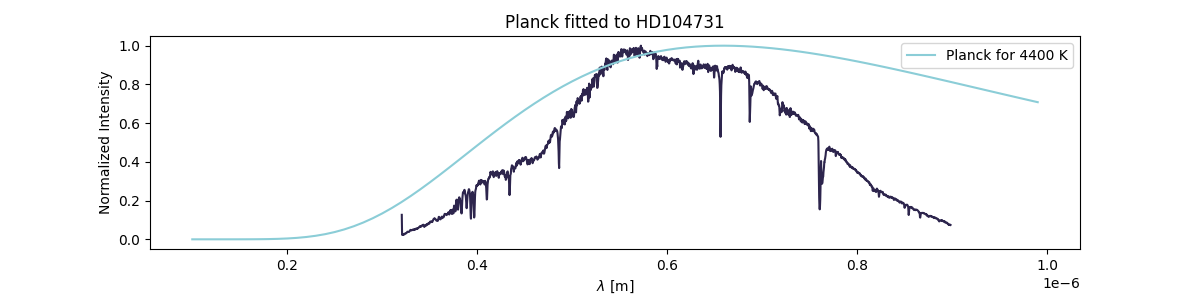 Planck fitted to HD104731
Normalized Intensity
1.0
0.8
0.6
0.4
0.2
0.0
Planck for 4400 K
0.2 0.4 0.6 0.8 1.0
1e−6
λ [m]